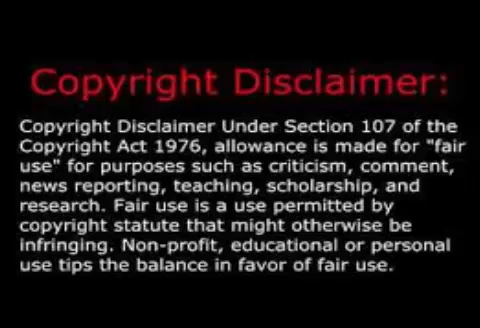 Copyright Disclaimer:
Copyright Disclaimer Under Section 107 of the
Copyright Act 1976, allowance is made for "fair
use" for purposes such as criticism, comment,
news reporting, teaching, scholarship, and
research. Fair use is a use permitted by
copyright statute that might otherwise be
infringing. Non-profit, educational or personal
use tips the balance in favor of fair use.